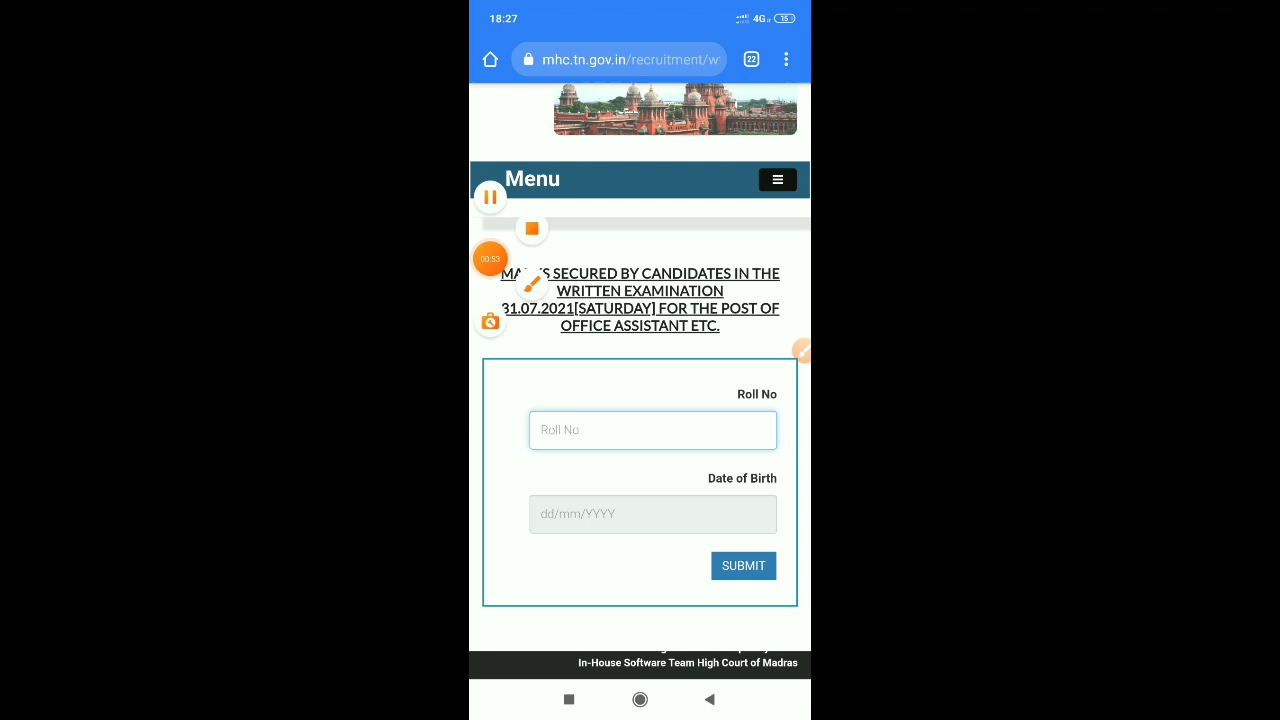 18:27
4G
15
mhc.tn.gov.in/recruitment/w
22
Menu
00:53
SECURED BY CANDIDATES IN THE
WRITTEN EXAMINATION
31.07.2021[SATURDAY] FOR THE POST OF
OFFICE ASSISTANT ETC.
Roll No
Roll No
Date of Birth
dd/mm/YYYY
SUBMIT
In-House Software Team High Court of Madras